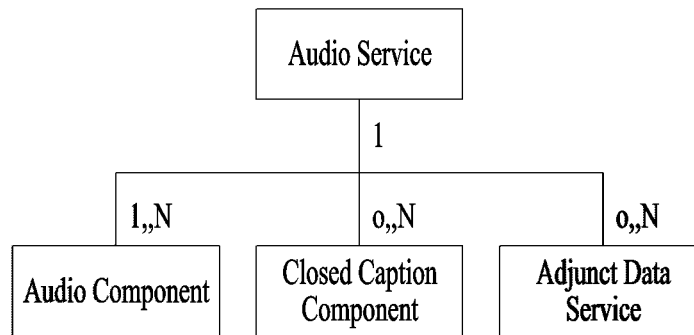 Audio Service
1
1,,N
o,,N
o,,N
Audio Component
Closed Caption
Component
Adjunct Data
Service